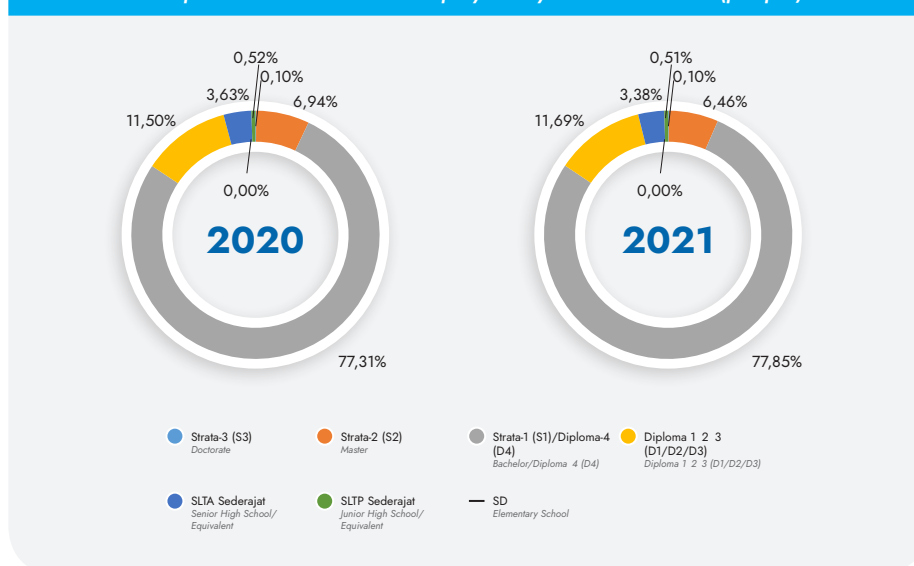 0,52%
0,10%
3,63%
6,94%
11,50%
0,00%
2020
77,31%
0,51%
0,10%
3,38%
6,46%
11,69%
0,00%
2021
77,85%
Strata-3 (S3)
Doctorate
Strata-2 (S2)
Master
Strata-1 (S1)/Diploma-4
(D4)
Bachelor/Diploma 4 (D4)
Diploma 1 2 3
(D1/D2/D3)
Diploma 1 2 3 (D1/D2/D3)
SLTA Sederajat
Senior High School/
Equivalent
SLTP Sederajat
Junior High School/
Equivalent
SD
Elementary School